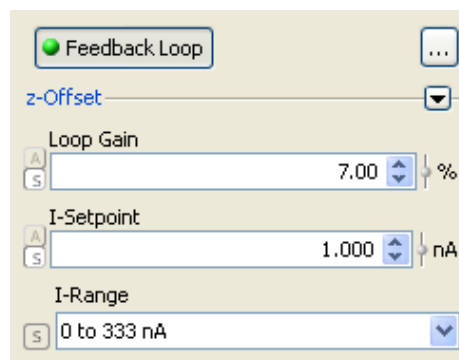 Feedback Loop ...
z-Offset
Loop Gain
A
S 7.00 %
I-Setpoint
A
S 1.000 nA
I-Range
S 0 to 333 nA